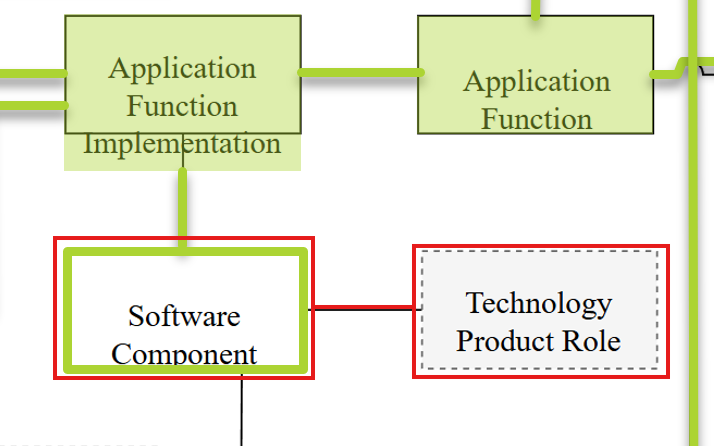 Application
Function
Implementation
Application
Function
Software
Component
Technology
Product Role